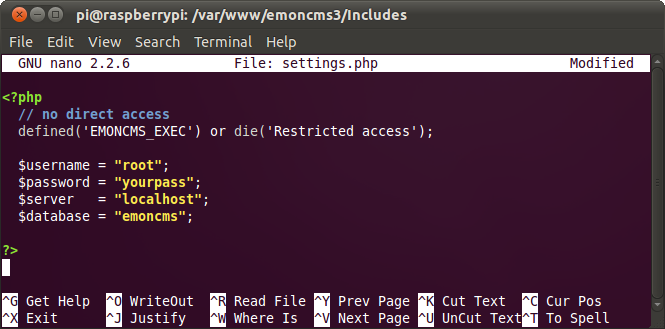 pi@raspberrypi: /var/www/emoncms3/Includes
File Edit View Search Terminal Help
GNU nano 2.2.6 File: settings.php Modified
<?php
// no direct access
defined('EMONCMS_EXEC') or die('Restricted access');
$username = "root";
$password = "yourpass";
$server = "localhost";
$database = "emoncms";
?>
^G Get Help ^O WriteOut ^R Read File ^Y Prev Page ^K Cut Text ^C Cur Pos
^X Exit ^J Justify ^W Where Is ^V Next Page ^U UnCut Text ^T To Spell